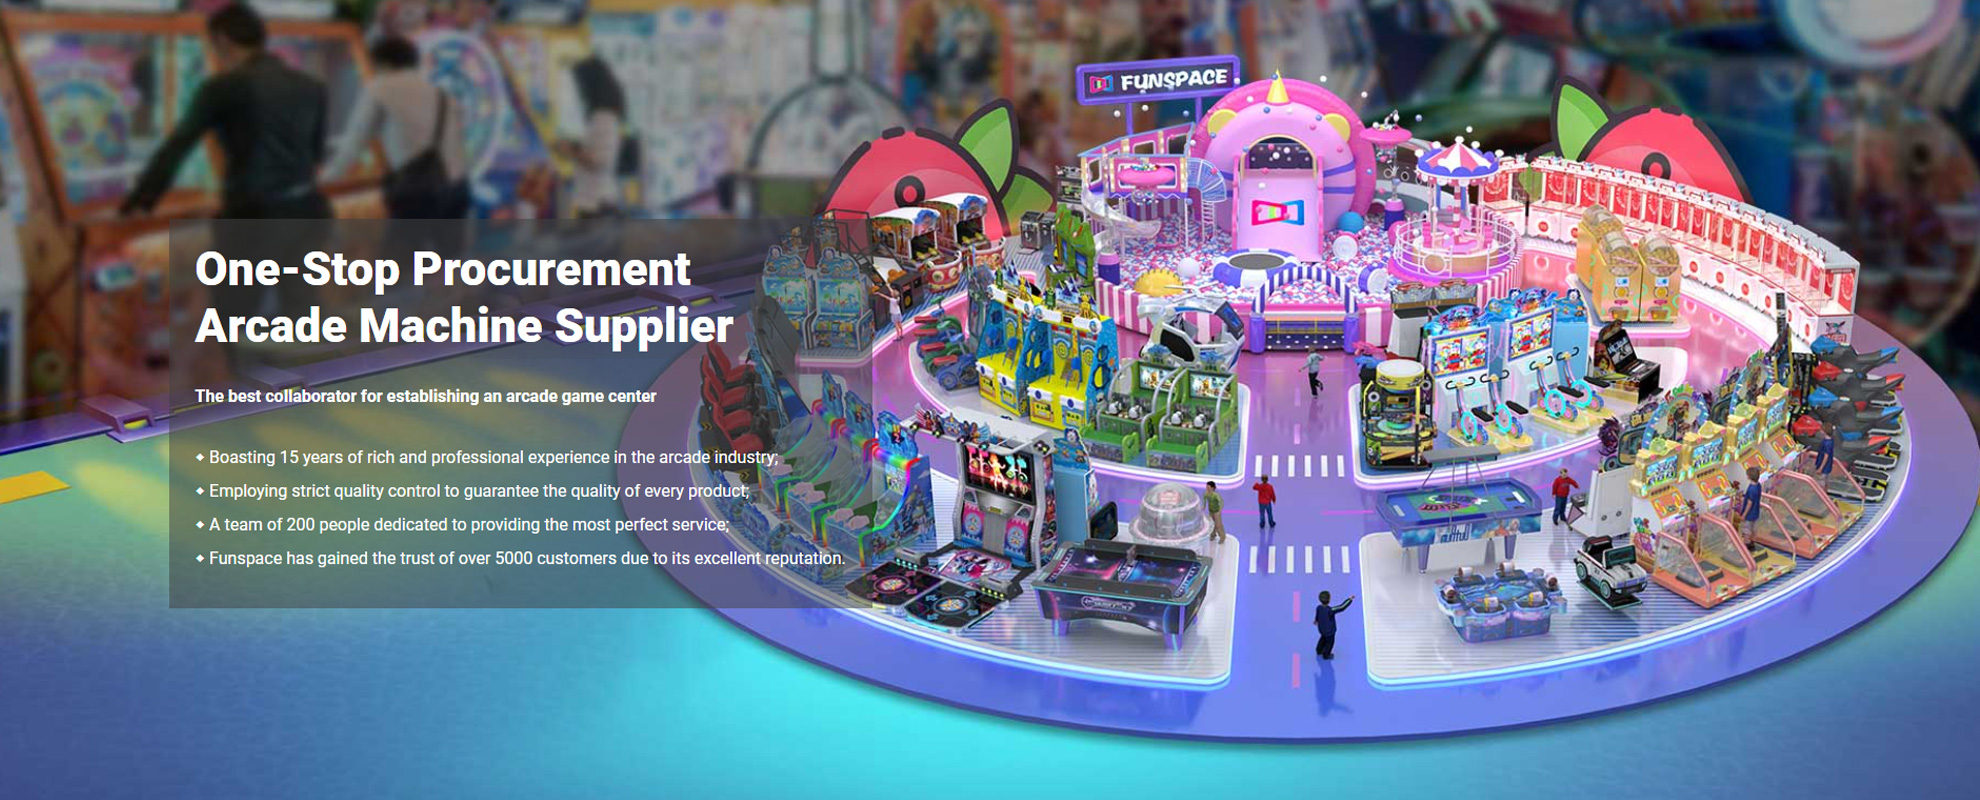 FUNSPACE
One-Stop Procurement
Arcade Machine Supplier
The best collaborator for establishing an arcade game center
◆ Boasting 15 years of rich and professional experience in the arcade industry;
◆ Employing strict quality control to guarantee the quality of every product;
◆ A team of 200 people dedicated to providing the most perfect service;
◆ Funspace has gained the trust of over 5000 customers due to its excellent reputation.